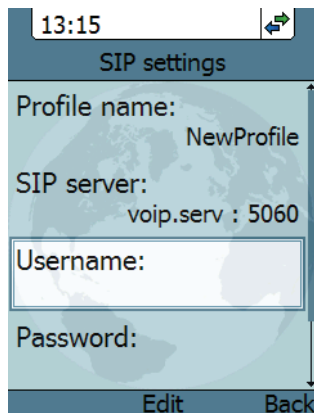 13:15
SIP settings
Profile name:
NewProfile
SIP server:
voip.serv : 5060
Username:
Password:
Edit Back